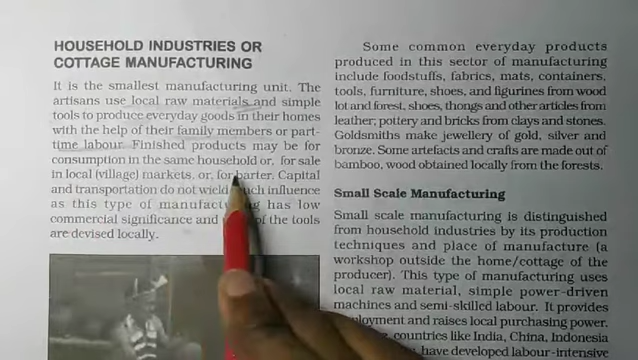 HOUSEHOLD INDUSTRIES OR
COTTAGE MANUFACTURING
It is the smallest manufacturing unit. The
artisans use local raw materials and simple
tools to produce everyday goods in their homes
with the help of their family members or part-
time labour. Finished products may be for
consumption in the same household or, for sale
in local (village) markets, or, for barter. Capital
and transportation do not wield much influence
as this type of manufacturing has low
commercial significance and of the tools
are devised locally.
Some common everyday products
produced in this sector of manufacturing
include foodstuffs, fabrics, mats, containers,
tools, furniture, shoes, and figurines from wood
lot and forest, shoes, thongs and other articles from
leather; pottery and bricks from clays and stones.
Goldsmiths make jewellery of gold, silver and
bronze. Some artefacts and crafts are made out of
bamboo, wood obtained locally from the forests.
Small Scale Manufacturing
Small scale manufacturing is distinguished
from household industries by its production
techniques and place of manufacture (a
workshop outside the home/cottage of the
producer). This type of manufacturing uses
local raw material, simple power-driven
machines and semi-skilled labour. It provides
employment and raises local purchasing power.
countries like India, China, Indonesia
have developed labour-intensive